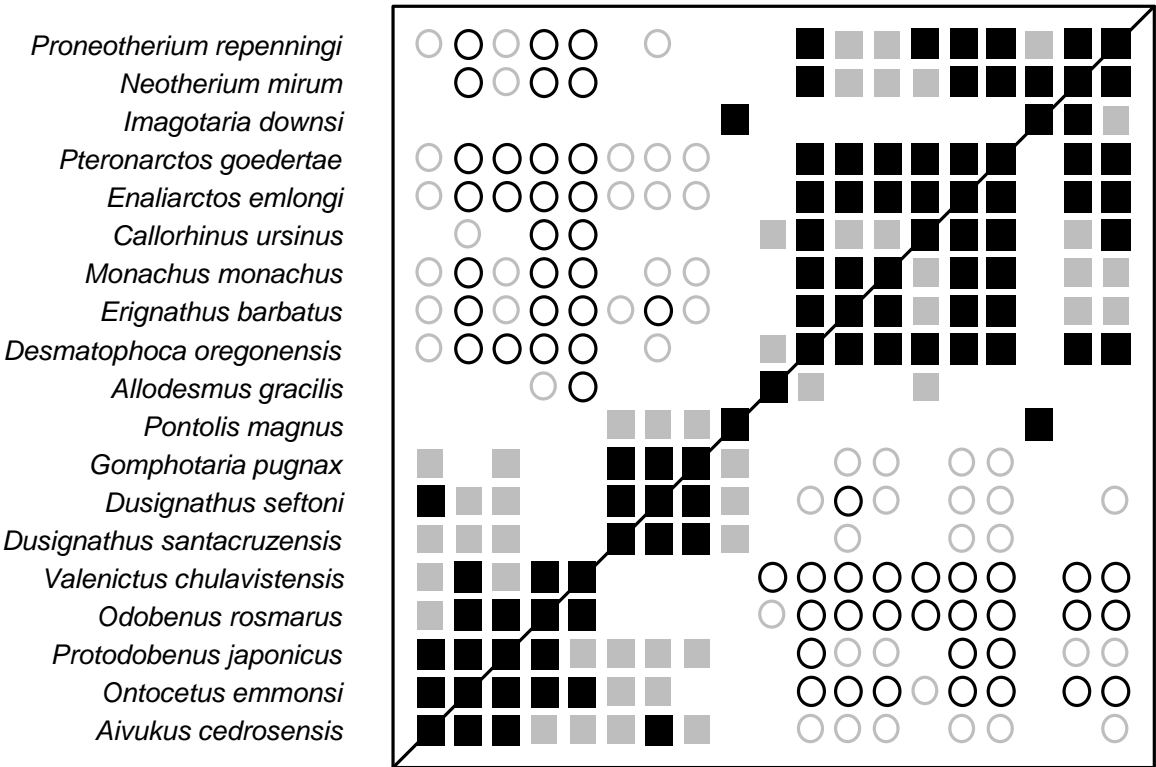 Proneotherium repenningi
Neotherium mirum
Imagotaria downsi
Pteronarctos goedertae
Enaliarctos emlongi
Callorhinus ursinus
Monachus monachus
Erignathus barbatus
Desmatophoca oregonensis
Allodesmus gracilis
Pontolis magnus
Gomphotaria pugnax
Dusignathus seftoni
Dusignathus santacruzensis
Valenictus chulavistensis
Odobenus rosmarus
Protodobenus japonicus
Ontocetus emmonsi
Aivukus cedrosensis